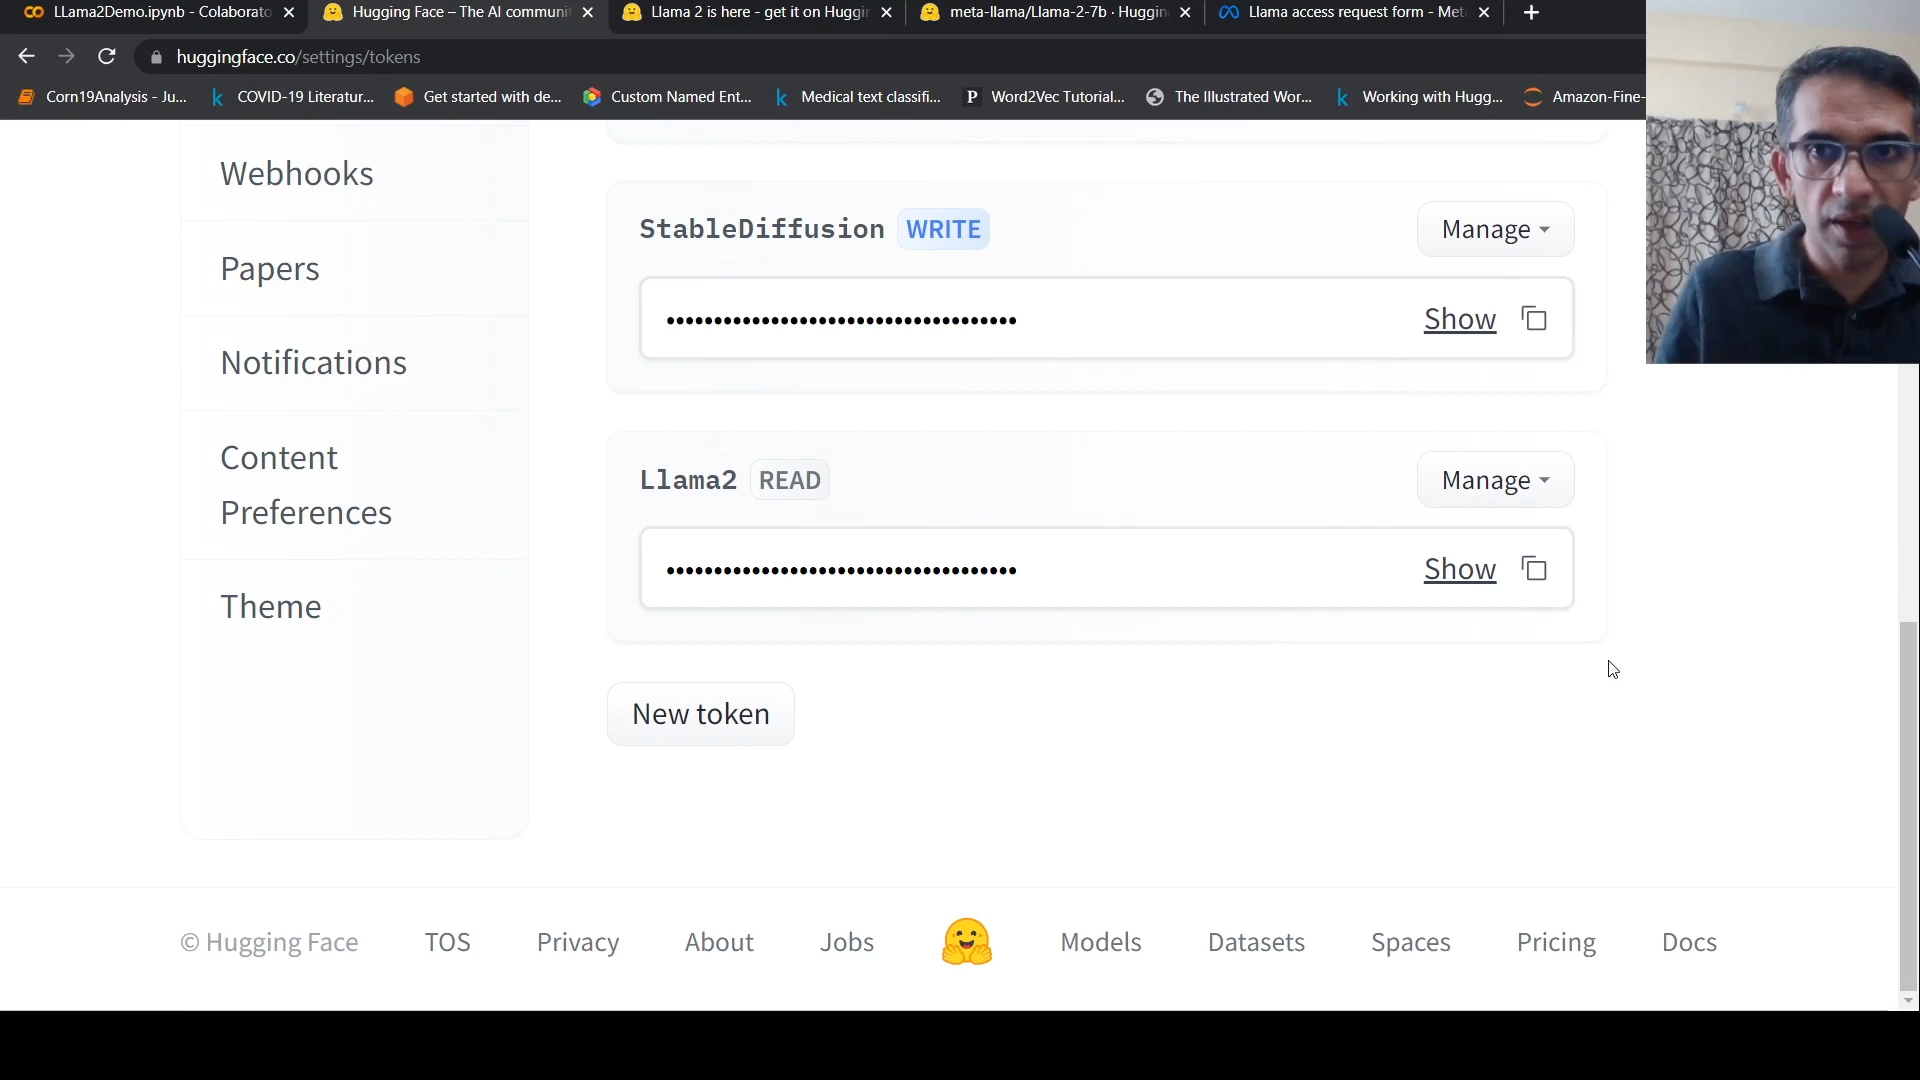 LLama2Demo.ipynb - Colaborato
Hugging Face – The AI communit
Llama 2 is here - get it on Huggin
meta-llama/Llama-2-7b · Huggin
Llama access request form - Met
huggingface.co/settings/tokens
Corn19Analysis - Ju...
COVID-19 Literatur...
Get started with de...
Custom Named Ent...
Medical text classifi...
P Word2Vec Tutorial...
The Illustrated Wor...
Working with Hugg...
Amazon-Fine-
Webhooks
Papers
Notifications
Content
Preferences
Theme
StableDiffusion WRITE
Manage
•••••••••••••••••••••••••••••••••••••
Show
Llama2 READ
Manage
•••••••••••••••••••••••••••••••••••••
Show
New token
© Hugging Face
TOS
Privacy
About
Jobs
Models
Datasets
Spaces
Pricing
Docs